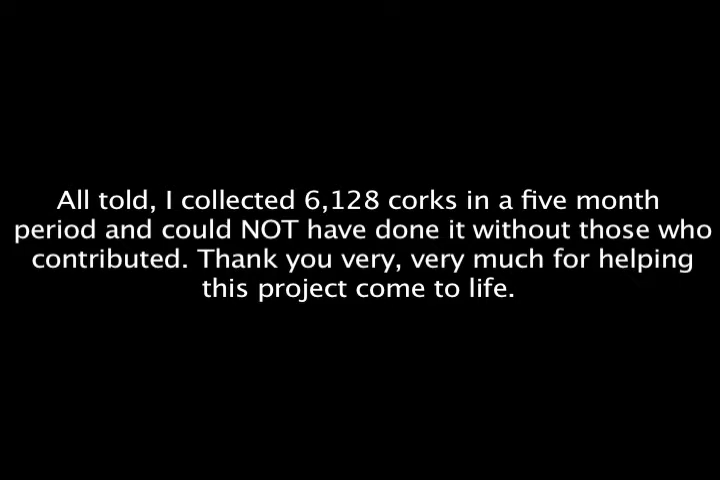 All told, I collected 6,128 corks in a five month
period and could NOT have done it without those who
contributed. Thank you very, very much for helping
this project come to life.